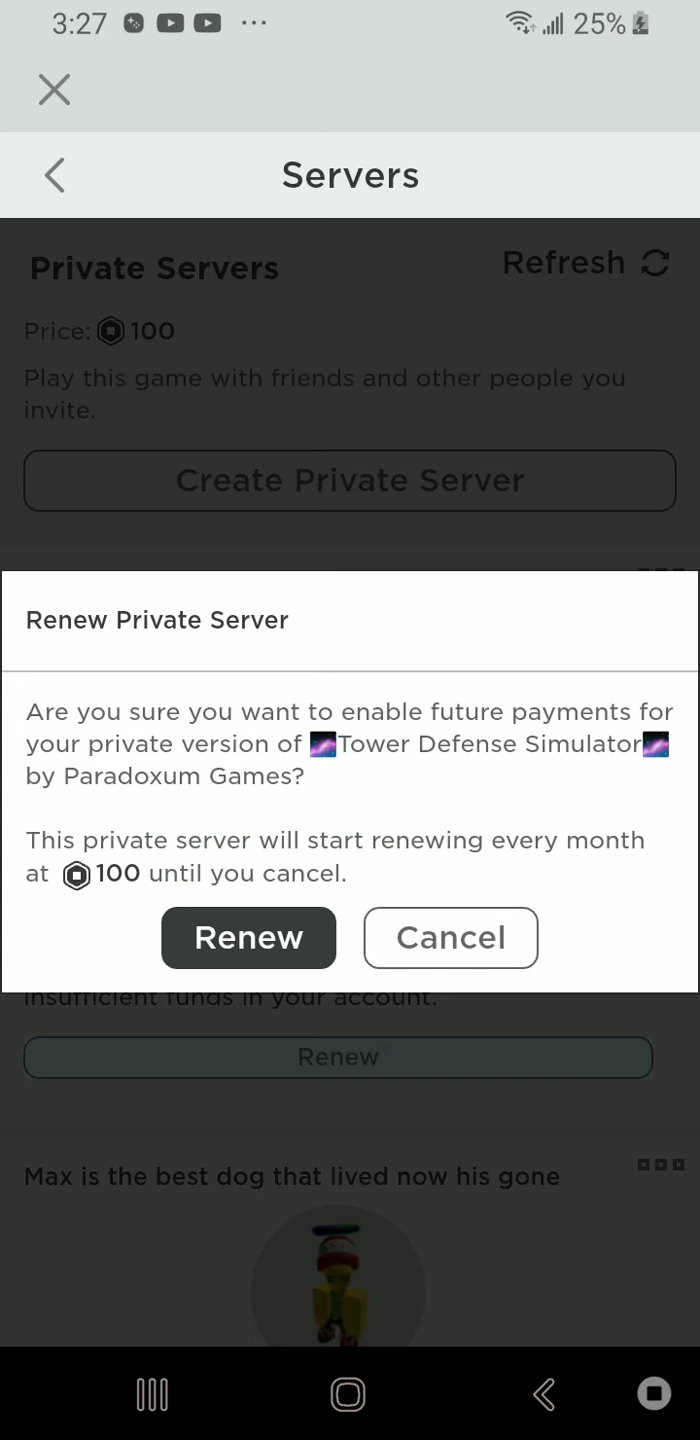 3:27 ··· 25%
Servers
Private Servers Refresh
Price: 100
Play this game with friends and other people you
invite.
Create Private Server
Renew Private Server
Are you sure you want to enable future payments for
your private version of 🌌Tower Defense Simulator🌌
by Paradoxum Games?
This private server will start renewing every month
at 100 until you cancel.
Renew Cancel
insufficient funds in your account.
Renew
Max is the best dog that lived now his gone